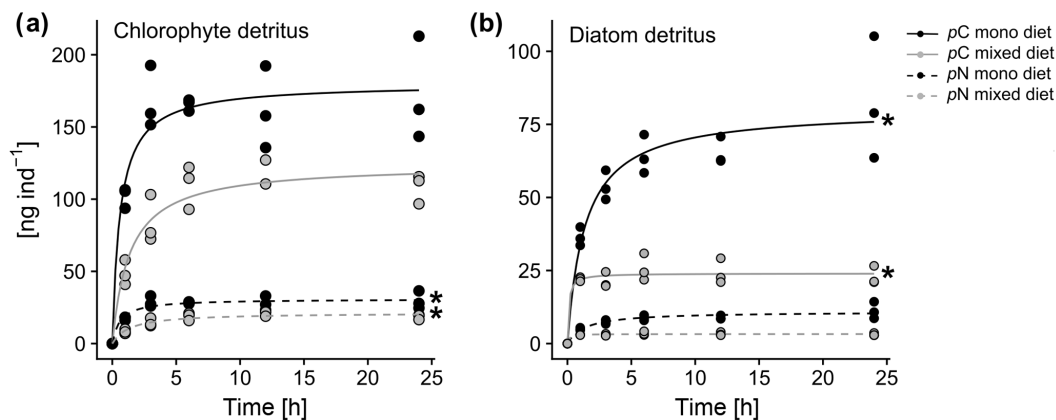 (a) Chlorophyte detritus
200
150
100
50
0
[ng ind⁻¹]
0 5 10 15 20 25
Time [h]
*
*
(b) Diatom detritus
100
75
50
25
0
0 5 10 15 20 25
Time [h]
*
*
pC mono diet
pC mixed diet
pN mono diet
pN mixed diet